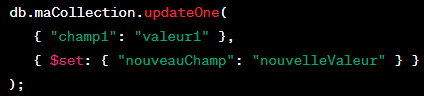 db.maCollection.updateOne(
{ "champ1": "valeur1" },
{ $set: { "nouveauChamp": "nouvelleValeur" } }
);